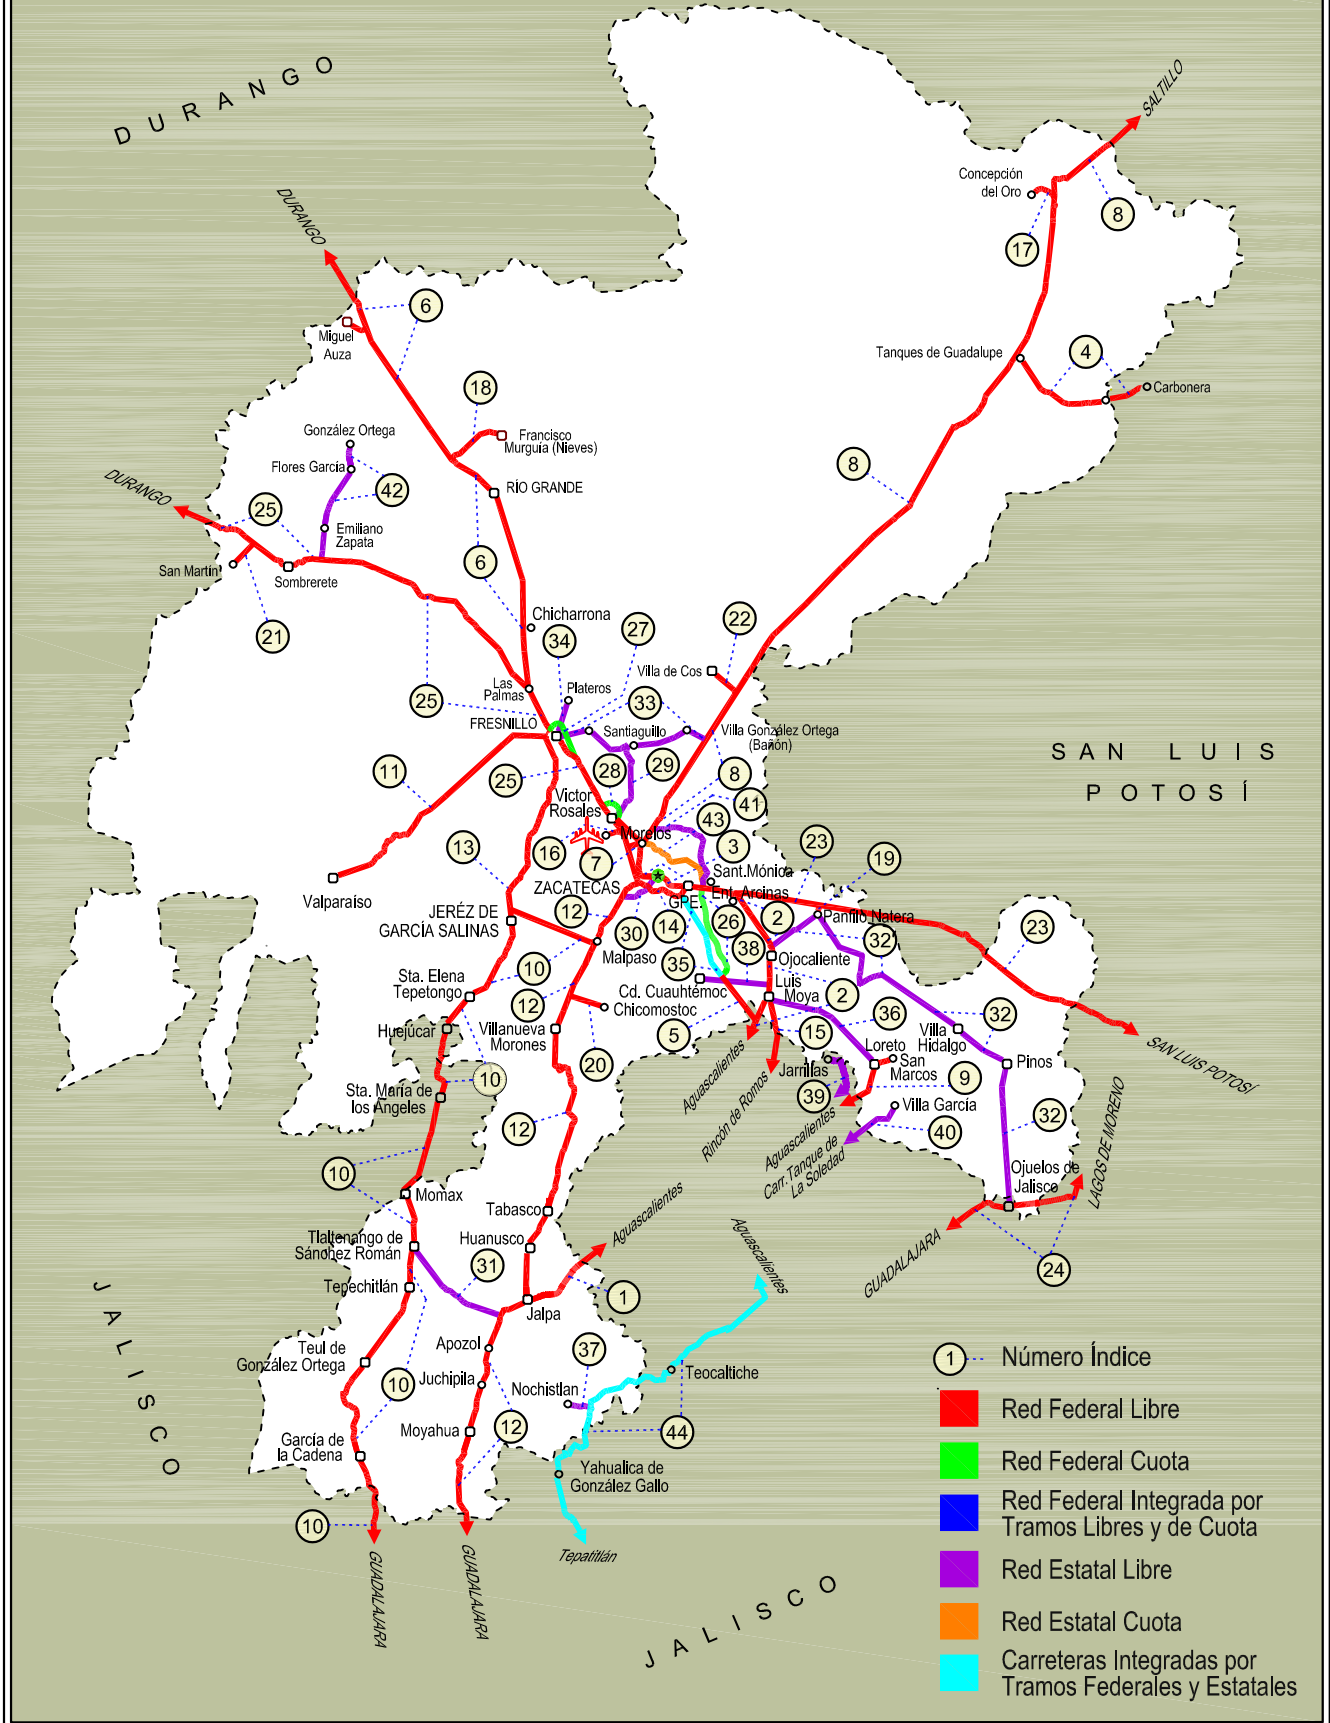 DURANGO
SALTILLO
Concepción
del Oro
8
17
DURANGO
6
Miguel
Auza
Tanques de Guadalupe
4
Carbonera
18
González Ortega
Francisco
Murguía (Nieves)
Flores García
8
DURANGO
42
RÍO GRANDE
25
Emiliano
Zapata
San Martín
Sombrerete
6
21
Chicharrona
34
27
22
Villa de Cos
Las
Palmas
Plateros
25
33
FRESNILLO
Santiaguillo
Villa González Ortega
(Bañón)
SAN LUIS
POTOSÍ
11
25
28
29
8
Victor
Rosales
41
43
Morelos
13
16
7
3
23
19
Sant.Mónica
ZACATECAS
Valparaíso
GPE.
Ent. Arcinas
JERÉZ DE
GARCÍA SALINAS
12
30
14
26
2
Panfilo Natera
23
32
Malpaso
38
Ojocaliente
10
35
Sta. Elena
Tepetongo
Cd. Cuauhtémoc
Luis
Moya
2
12
Chicomostoc
Huejúcar
Villanueva
Morones
5
15
36
32
Villa
Hidalgo
SAN LUIS POTOSÍ
Loreto
San
Marcos
Pinos
20
Jarrillas
10
9
Sta. María de
los Angeles
39
Villa García
Aguascalientes
Rincón de Romos
12
40
32
Aguascalientes
Carr. Tanque de
La Soledad
LAGOS DE MORENO
10
Ojuelos de
Jalisco
Momax
Tabasco
Aguascalientes
Aguascalientes
Tlaltenango de
Sánchez Román
Huanusco
GUADALAJARA
31
24
Tepechitlán
1
Jalpa
JALISCO
Apozol
37
Teul de
González Ortega
Juchipila
10
Nochistlan
Teocaltiche
García de
la Cadena
Moyahua
12
44
Yahualica de
González Gallo
10
GUADALAJARA
GUADALAJARA
Tepatitlán
JALISCO
1 Número Índice
Red Federal Libre
Red Federal Cuota
Red Federal Integrada por
Tramos Libres y de Cuota
Red Estatal Libre
Red Estatal Cuota
Carreteras Integradas por
Tramos Federales y Estatales